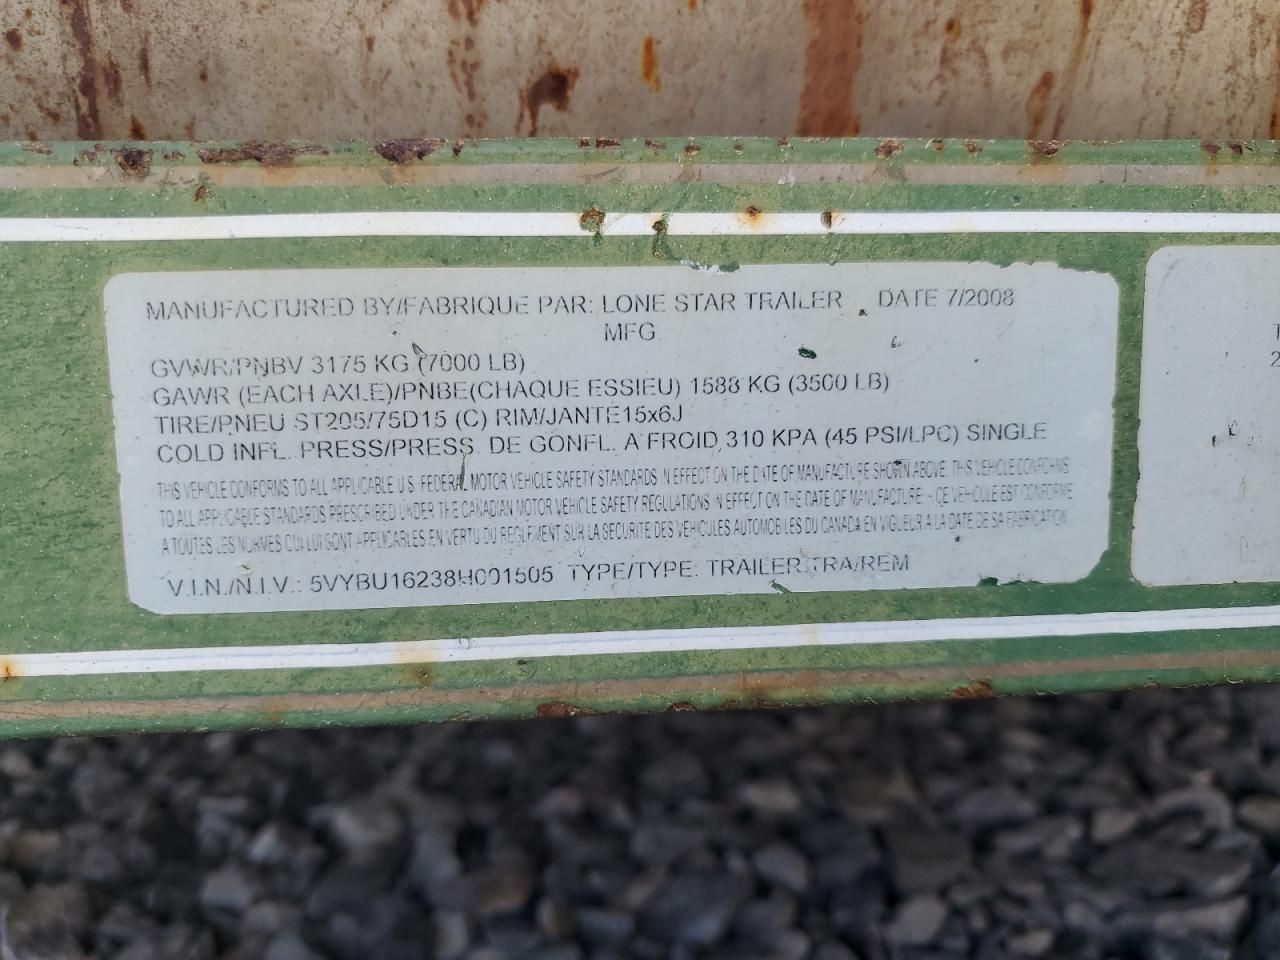 MANUFACTURED BY/FABRIQUE PAR: LONE STAR TRAILER DATE 7/2008
MFG
GVWR/PNBV 3175 KG (7000 LB)
GAWR (EACH AXLE)/PNBE(CHAQUE ESSIEU) 1588 KG (3500 LB)
TIRE/PNEU ST205/75D15 (C) RIM/JANTE15x6J
COLD INFL. PRESS/PRESS. DE GONFL. A FROID 310 KPA (45 PSI/LPC) SINGLE
THIS VEHICLE CONFORMS TO ALL APPLICABLE U.S. FEDERAL MOTOR VEHICLE SAFETY STANDARDS IN EFFECT ON THE DATE OF MANUFACTURE SHOWN ABOVE. THIS VEHICLE CONFORMS
TO ALL APPLICABLE STANDARDS PRESCRIBED UNDER THE CANADIAN MOTOR VEHICLE SAFETY REGULATIONS IN EFFECT ON THE DATE OF MANUFACTURE - CE VEHICULE EST CONFORME
A TOUTES LES NORMES QUI LUI SONT APPLICABLES EN VERTU DU REGLEMENT SUR LA SECURITE DES VEHICULES AUTOMOBILES DU CANADA EN VIGUEUR A LA DATE DE SA FABRICATION
V.I.N./N.I.V.: 5VYBU16238H001505 TYPE/TYPE: TRAILER:TRA/REM